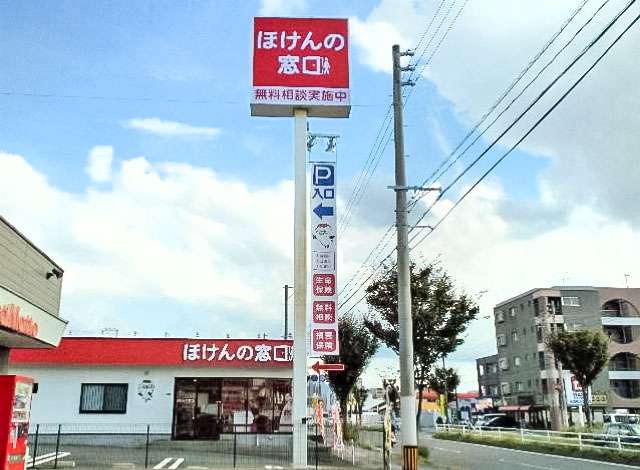 ほけんの
窓口
無料相談実施中
P
入口
生命
保険
無料
相談
損害
保険
ほけんの窓口